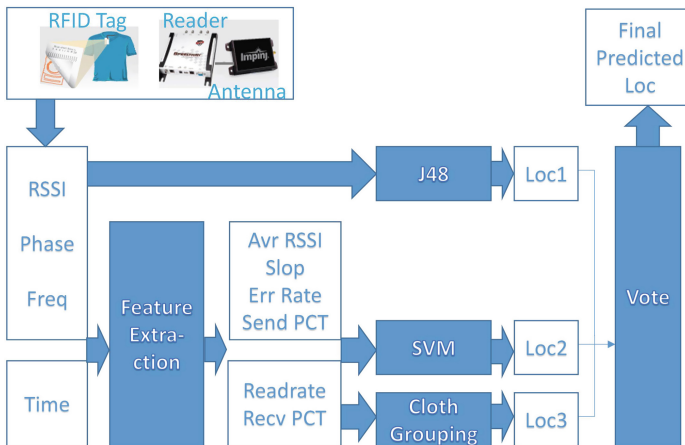 RFID Tag
Reader
Impinj
Antenna
Final
Predicted
Loc
RSSI
Phase
Freq
Time
J48
Loc1
Feature
Extra-
ction
Avr RSSI
Slop
Err Rate
Send PCT
Readrate
Recv PCT
SVM
Loc2
Cloth
Grouping
Loc3
Vote